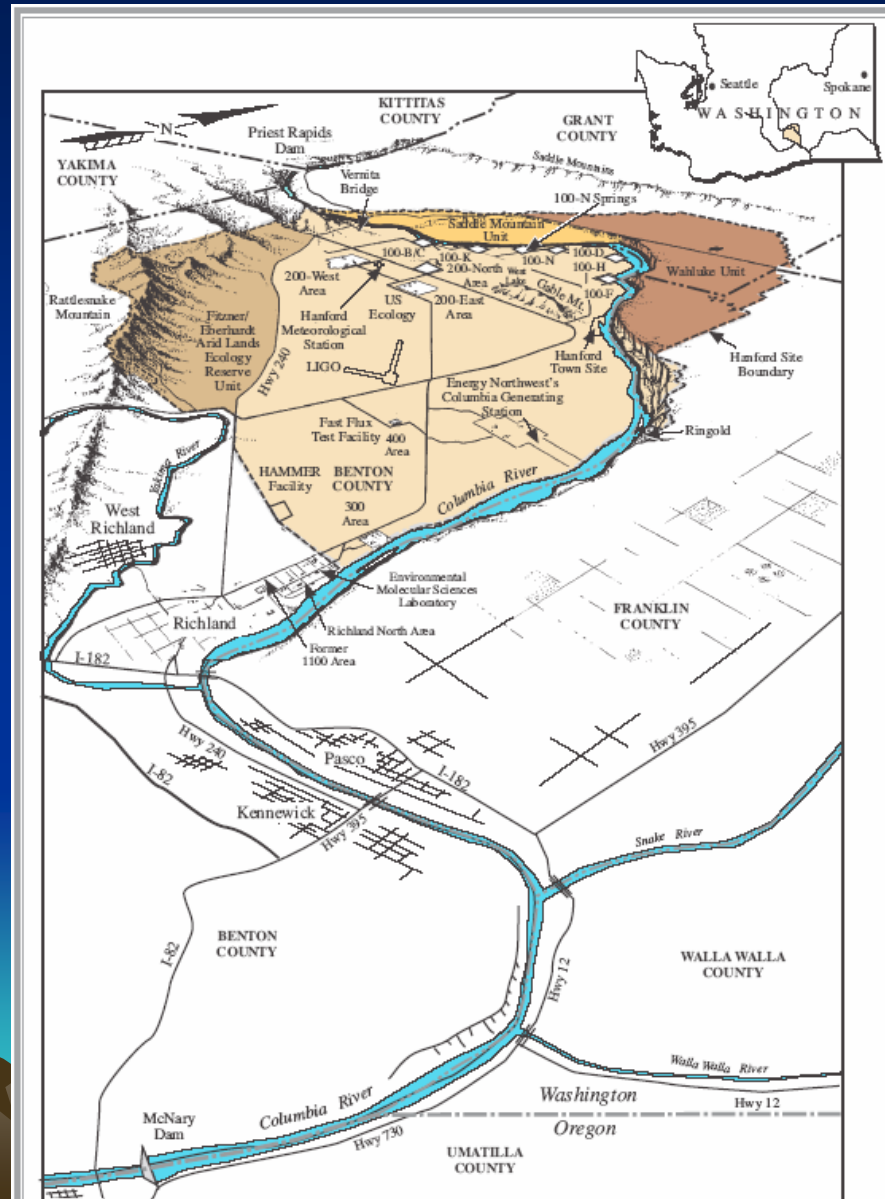 Seattle
Spokane
WASHINGTON
KITTITAS
COUNTY
GRANT
COUNTY
N
Priest Rapids
Dam
YAKIMA
COUNTY
Saddle Mountains
Vernita
Bridge
100-N Springs
Saddle Mountain
Unit
100-B/C
100-K
100-N
100-D
100-H
100-F
Wahluke Unit
200-West
Area
200-North
Area
West
Lake
Gable Mt.
Rattlesnake
Mountain
Fitzner/
Eberhardt
Arid Lands
Ecology
Reserve
Unit
Hanford
Meteorological
Station
US
Ecology
200-East
Area
Hwy 240
LIGO
Hanford
Town Site
Hanford Site
Boundary
Energy Northwest's
Columbia Generating
Station
Fast Flux
Test Facility
400
Area
Ringold
HAMMER
Facility
BENTON
COUNTY
300
Area
Columbia River
Yakima River
West
Richland
Environmental
Molecular Sciences
Laboratory
Richland
Richland North Area
Former
1100 Area
FRANKLIN
COUNTY
I-182
Hwy 240
I-82
Pasco
I-182
Hwy 395
Kennewick
Hwy 395
Snake River
BENTON
COUNTY
I-82
WALLA WALLA
COUNTY
Hwy 12
Walla Walla River
Hwy 12
Columbia River
McNary
Dam
Washington
Oregon
Hwy 730
UMATILLA
COUNTY